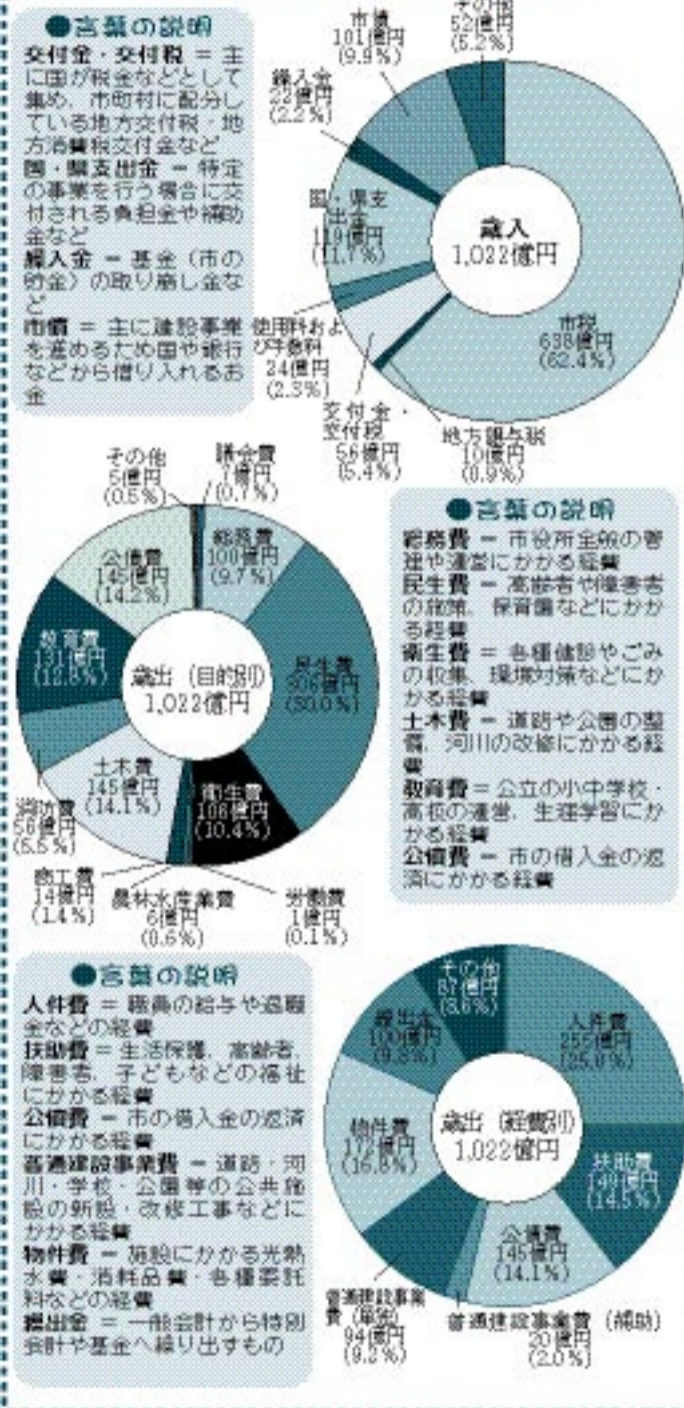 ●言葉の説明
交付金・交付税 = 主
に国が税金などとして
集め、市町村に配分し
ている地方交付税・地
方消費税交付金など
国・県支出金 = 特定
の事業を行う場合に交
付される負担金や補助
金など
繰入金 = 基金(市の
貯金)の取り崩し金な
ど
市債 = 主に建設事業
を進めるため国や銀行
などから借り入れるお
金
歳入
1,022億円
市税
638億円
(62.4%)
地方譲与税
10億円
(0.9%)
交付金・
交付税
56億円
(5.4%)
使用料およ
び手数料
24億円
(2.3%)
国・県支
出金
119億円
(11.7%)
繰入金
22億円
(2.2%)
市債
101億円
(9.9%)
その他
52億円
(5.2%)
歳出(目的別)
1,022億円
議会費
7億円
(0.7%)
総務費
100億円
(9.7%)
民生費
306億円
(30.0%)
衛生費
106億円
(10.4%)
労働費
1億円
(0.1%)
農林水産業費
6億円
(0.6%)
商工費
14億円
(1.4%)
土木費
145億円
(14.1%)
消防費
56億円
(5.5%)
教育費
131億円
(12.8%)
公債費
145億円
(14.2%)
その他
5億円
(0.5%)
●言葉の説明
総務費 = 市役所全般の管
理や運営にかかる経費
民生費 = 高齢者や障害者
の施策、保育園などにかか
る経費
衛生費 = 各種健診やごみ
の収集、環境対策などにか
かる経費
土木費 = 道路や公園の整
備、河川の改修にかかる経
費
教育費 = 公立の小中学校・
高校の運営、生涯学習にか
かる経費
公債費 = 市の借入金の返
済にかかる経費
●言葉の説明
人件費 = 職員の給与や退職
金などの経費
扶助費 = 生活保護、高齢者、
障害者、子どもなどの福祉
にかかる経費
公債費 = 市の借入金の返済
にかかる経費
普通建設事業費 = 道路・河
川・学校・公園等の公共施
設の新設・改修工事などに
かかる経費
物件費 = 施設にかかる光熱
水費・消耗品費・各種委託
料などの経費
繰出金 = 一般会計から特別
会計や基金へ繰り出すもの
歳出(経費別)
1,022億円
人件費
255億円
(25.0%)
扶助費
149億円
(14.5%)
公債費
145億円
(14.1%)
普通建設事業費(補助)
20億円
(2.0%)
普通建設事業
費(単独)
94億円
(9.2%)
物件費
172億円
(16.8%)
繰出金
100億円
(9.8%)
その他
87億円
(8.6%)